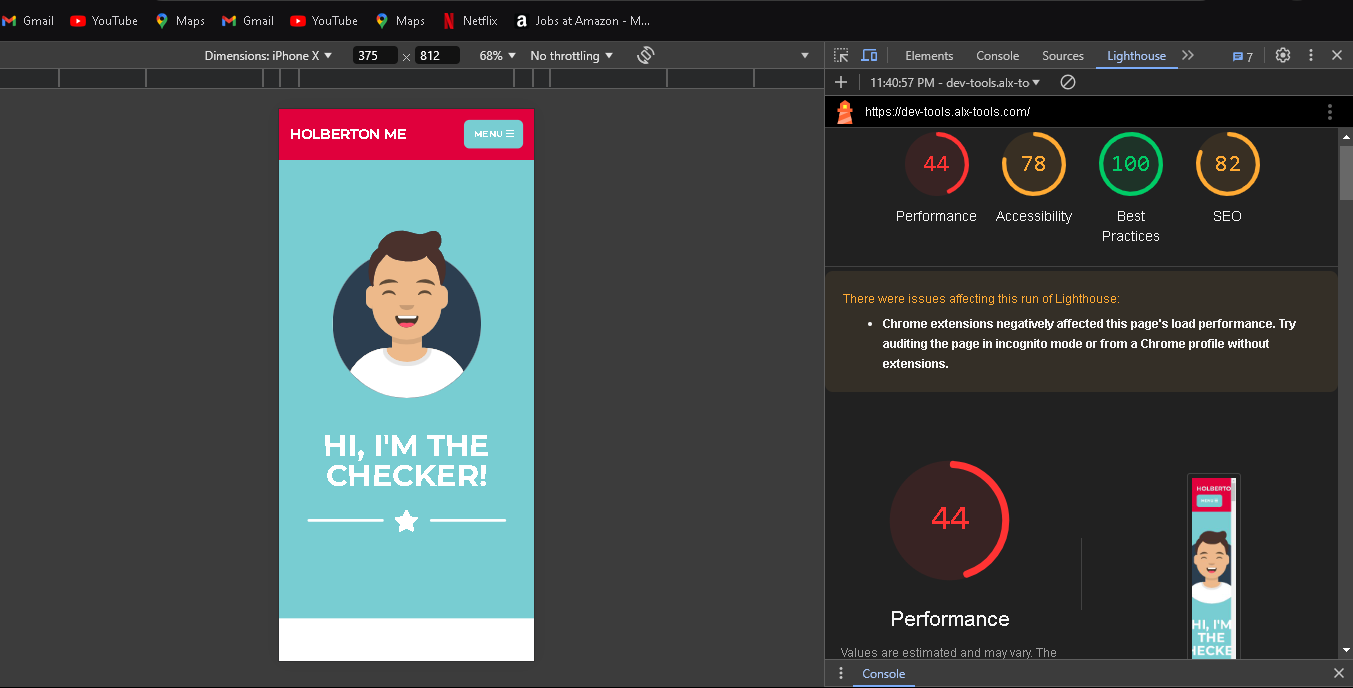 Gmail YouTube Maps Gmail YouTube Maps Netflix Jobs at Amazon - M...
Dimensions: iPhone X 375 × 812 68% No throttling
HOLBERTON ME MENU
HI, I'M THE
CHECKER!
Elements Console Sources Lighthouse 7
11:40:57 PM - dev-tools.alx-to
https://dev-tools.alx-tools.com/
44 78 100 82
Performance Accessibility Best
Practices SEO
There were issues affecting this run of Lighthouse:
• Chrome extensions negatively affected this page's load performance. Try
auditing the page in incognito mode or from a Chrome profile without
extensions.
44
Performance
Values are estimated and may vary. The
HOLBERTO
MENU
HI, I'M
THE
HECKE
Console